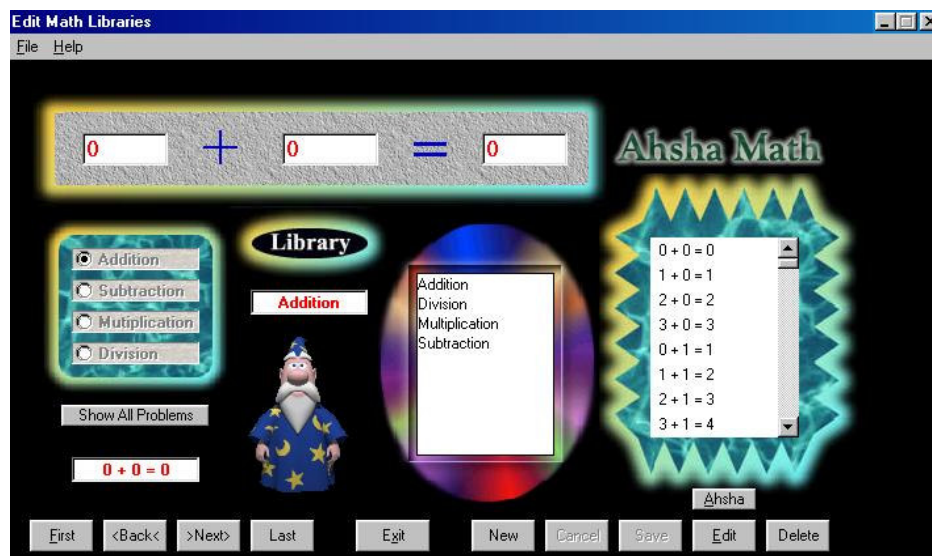 Edit Math Libraries
File Help
0 + 0 = 0
Ahsha Math
Library
Addition
Subtraction
Mutiplication
Division
Addition
Addition
Division
Multiplication
Subtraction
0 + 0 = 0
1 + 0 = 1
2 + 0 = 2
3 + 0 = 3
0 + 1 = 1
1 + 1 = 2
2 + 1 = 3
3 + 1 = 4
Show All Problems
0 + 0 = 0
Ahsha
First <Back< >Next> Last Exit New Cancel Save Edit Delete